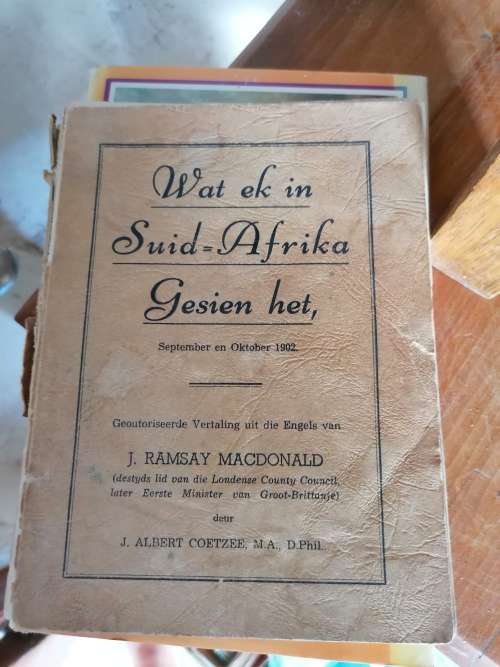 Wat ek in
Suid=Afrika
Gesien het,
September en Oktober 1902.
Geoutoriseerde Vertaling uit die Engels van
J. RAMSAY MACDONALD
(destyds lid van die Londense County Council,
later Eerste Minister van Groot-Brittanje)
deur
J. ALBERT COETZEE, M.A., D.Phil.